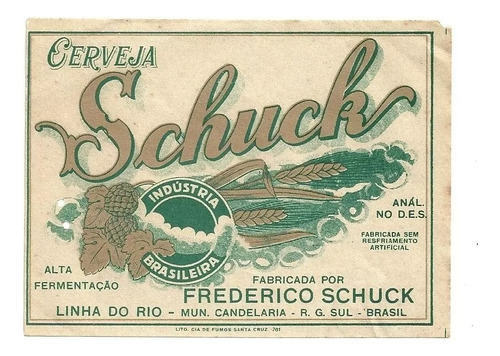 CERVEJA
Schuck
INDÚSTRIA
BRASILEIRA
ANÁL.
NO D.E.S.
FABRICADA SEM
RESFRIAMENTO
ARTIFICIAL
ALTA
FERMENTAÇÃO
FABRICADA POR
FREDERICO SCHUCK
LINHA DO RIO - MUN. CANDELARIA - R. G. SUL - BRASIL
LITO. CIA DE FUMOS SANTA CRUZ. 761